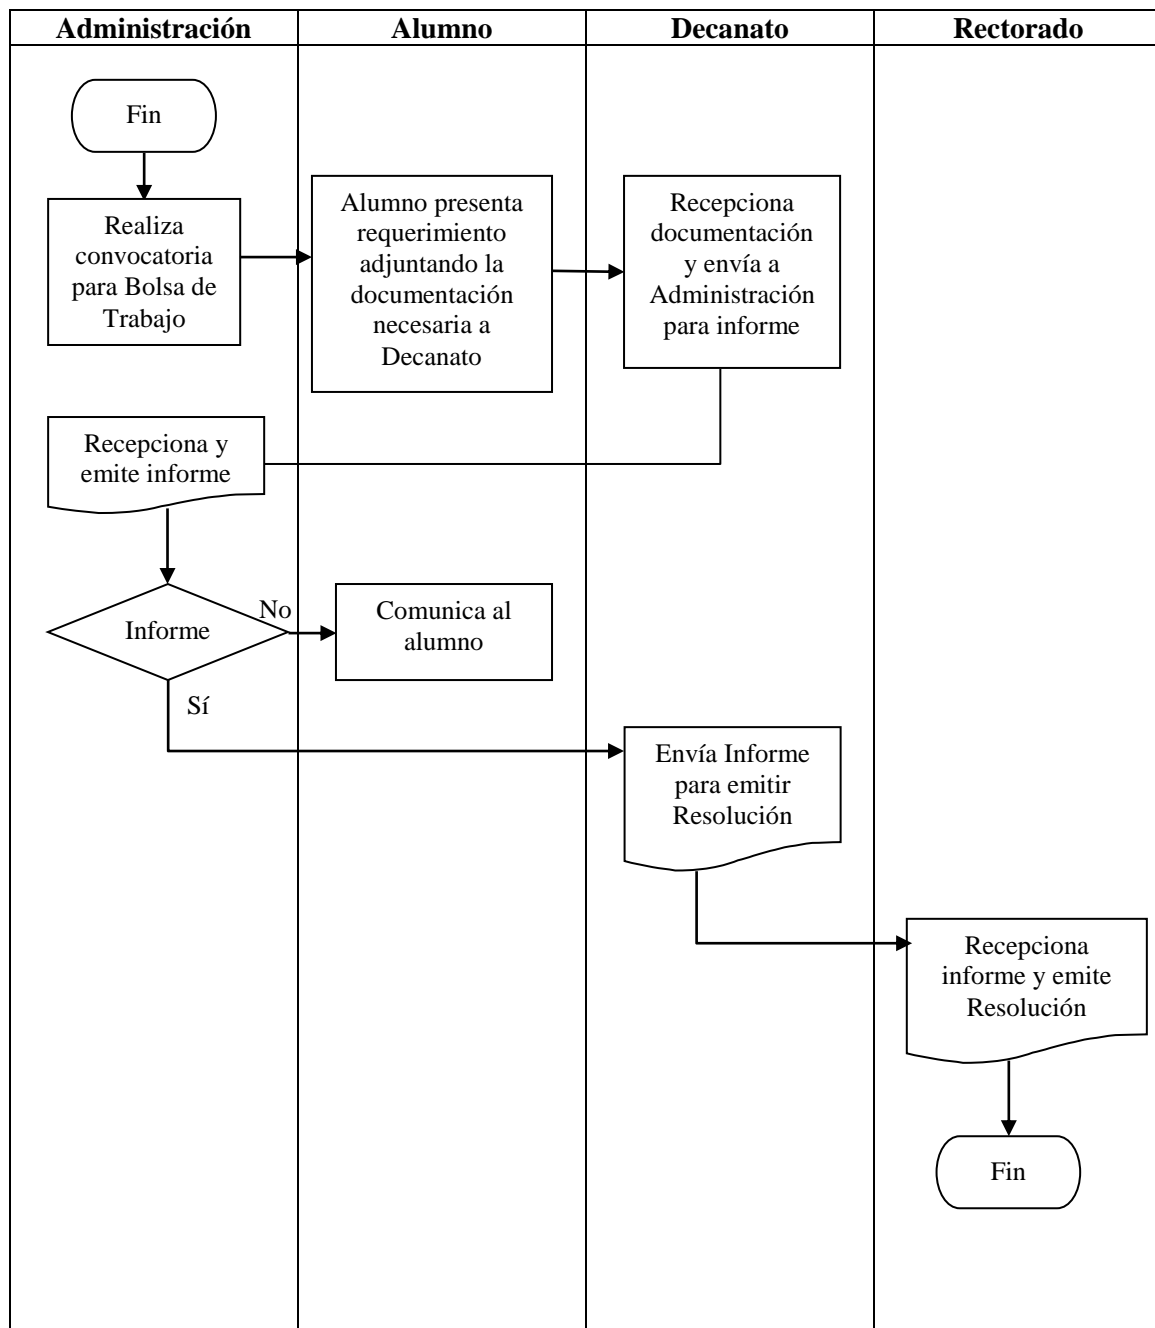 Administración
Alumno
Decanato
Rectorado
Fin
Realiza
convocatoria
para Bolsa de
Trabajo
Alumno presenta
requerimiento
adjuntando la
documentación
necesaria a
Decanato
Recepciona
documentación
y envía a
Administración
para informe
Recepciona y
emite informe
Informe
No
Comunica al
alumno
Sí
Envía Informe
para emitir
Resolución
Recepciona
informe y emite
Resolución
Fin